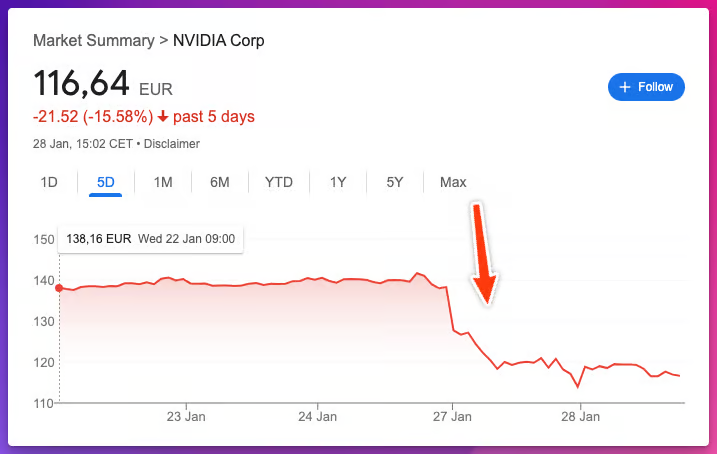 Market Summary > NVIDIA Corp
116,64 EUR
+ Follow
-21.52 (-15.58%) ↓ past 5 days
28 Jan, 15:02 CET • Disclaimer
1D 5D 1M 6M YTD 1Y 5Y Max
150
138,16 EUR Wed 22 Jan 09:00
140
130
120
110
23 Jan 24 Jan 27 Jan 28 Jan